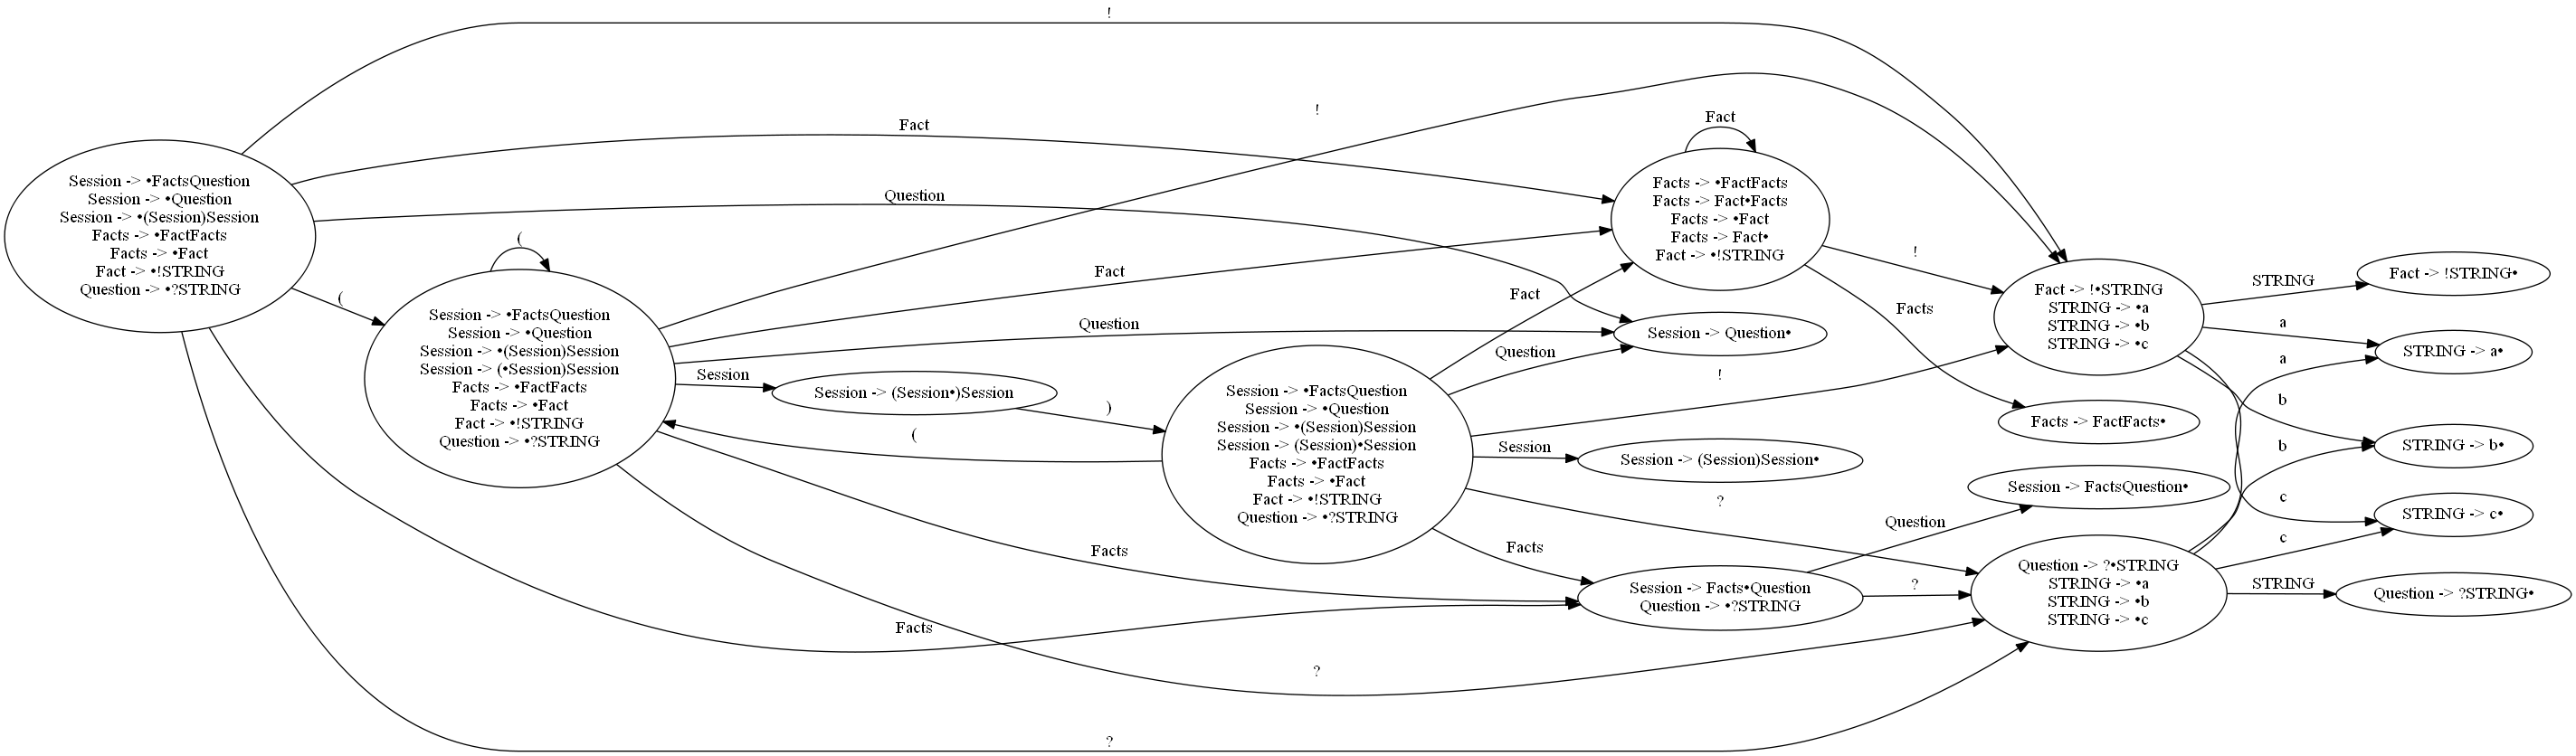 !
Fact
Question
(
Facts
?
Session -> •FactsQuestion
Session -> •Question
Session -> •(Session)Session
Facts -> •FactFacts
Facts -> •Fact
Fact -> •!STRING
Question -> •?STRING
(
!
Fact
Question
Session
Facts
?
Session -> •FactsQuestion
Session -> •Question
Session -> •(Session)Session
Session -> (•Session)Session
Facts -> •FactFacts
Facts -> •Fact
Fact -> •!STRING
Question -> •?STRING
Session -> (Session•)Session
)
(
Session -> •FactsQuestion
Session -> •Question
Session -> •(Session)Session
Session -> (Session)•Session
Facts -> •FactFacts
Facts -> •Fact
Fact -> •!STRING
Question -> •?STRING
Fact
Question
!
Session
?
Facts
Fact
Facts -> •FactFacts
Facts -> Fact•Facts
Facts -> •Fact
Facts -> Fact•
Fact -> •!STRING
!
Facts
Session -> Question•
Session -> (Session)Session•
Session -> Facts•Question
Question -> •?STRING
Question
?
Fact -> !•STRING
STRING -> •a
STRING -> •b
STRING -> •c
Facts -> FactFacts•
Session -> FactsQuestion•
Question -> ?•STRING
STRING -> •a
STRING -> •b
STRING -> •c
STRING
a
a
b
b
c
c
STRING
Fact -> !STRING•
STRING -> a•
STRING -> b•
STRING -> c•
Question -> ?STRING•